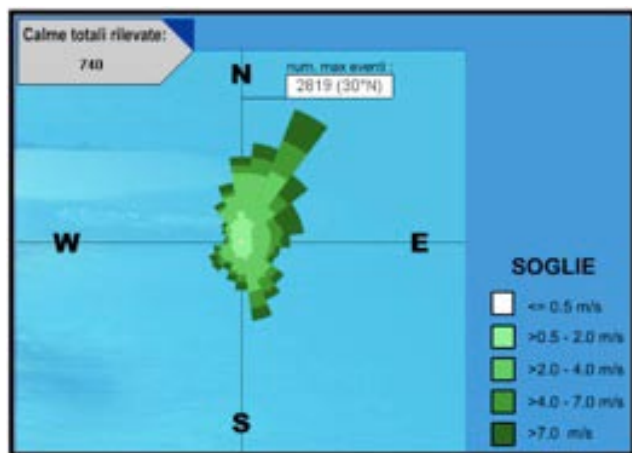 Calme totali rilevate:
740
N
num. max eventi :
2819 (30°N)
W
E
S
SOGLIE
<= 0.5 m/s
>0.5 - 2.0 m/s
>2.0 - 4.0 m/s
>4.0 - 7.0 m/s
>7.0 m/s